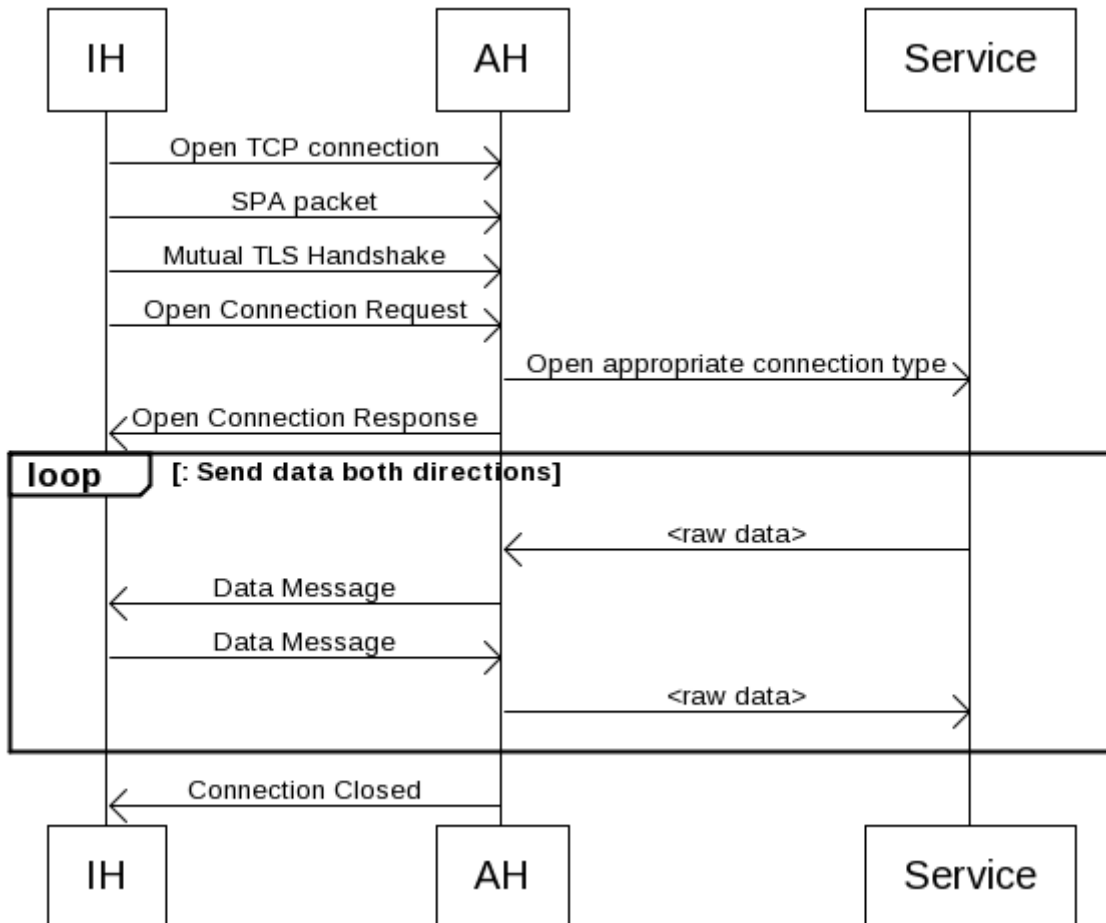 IH AH Service
Open TCP connection
SPA packet
Mutual TLS Handshake
Open Connection Request
Open appropriate connection type
Open Connection Response
loop [: Send data both directions]
<raw data>
Data Message
Data Message
<raw data>
Connection Closed
IH AH Service